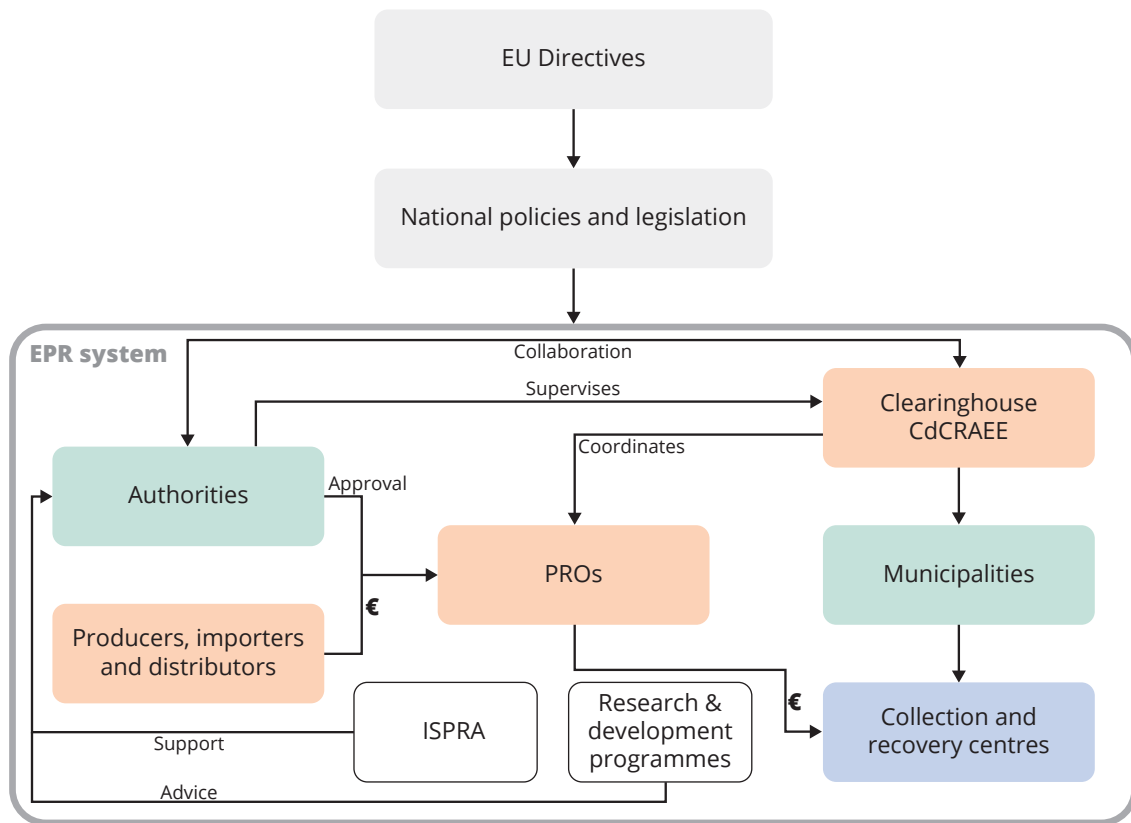 EU Directives
National policies and legislation
EPR system
Collaboration
Supervises
Clearinghouse
CdCRAEE
Coordinates
Authorities
Approval
PROs
Municipalities
€
Producers, importers
and distributors
ISPRA
Research &
development
programmes
€
Collection and
recovery centres
Support
Advice